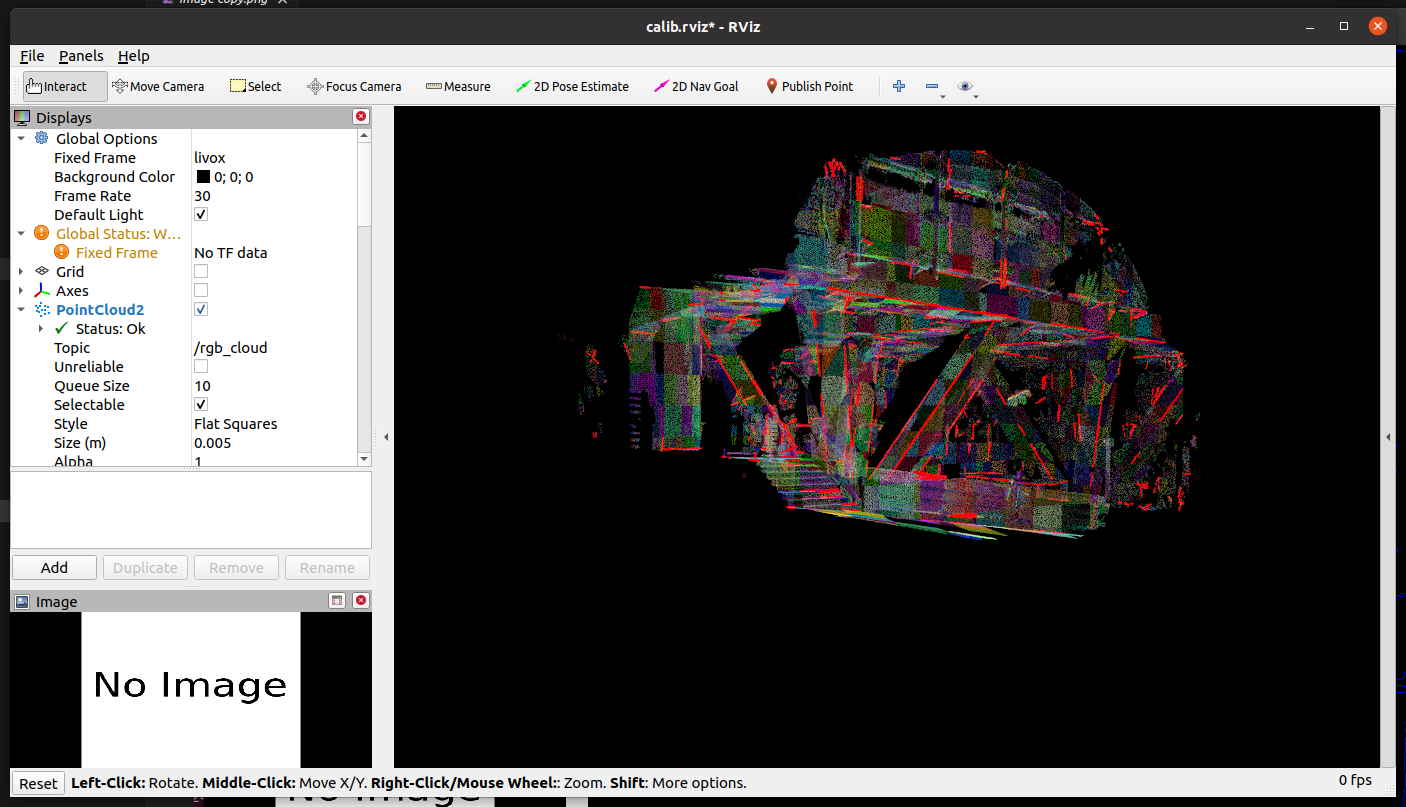 Image copy.png
calib.rviz* - RViz
File Panels Help
Interact Move Camera Select Focus Camera Measure 2D Pose Estimate 2D Nav Goal Publish Point
Displays
Global Options
Fixed Frame livox
Background Color 0; 0; 0
Frame Rate 30
Default Light
Global Status: W...
Fixed Frame No TF data
Grid
Axes
PointCloud2
Status: Ok
Topic /rgb_cloud
Unreliable
Queue Size 10
Selectable
Style Flat Squares
Size (m) 0.005
Alpha 1
Add Duplicate Remove Rename
Image
No Image
Reset Left-Click: Rotate. Middle-Click: Move X/Y. Right-Click/Mouse Wheel:: Zoom. Shift: More options. 0 fps
No Image